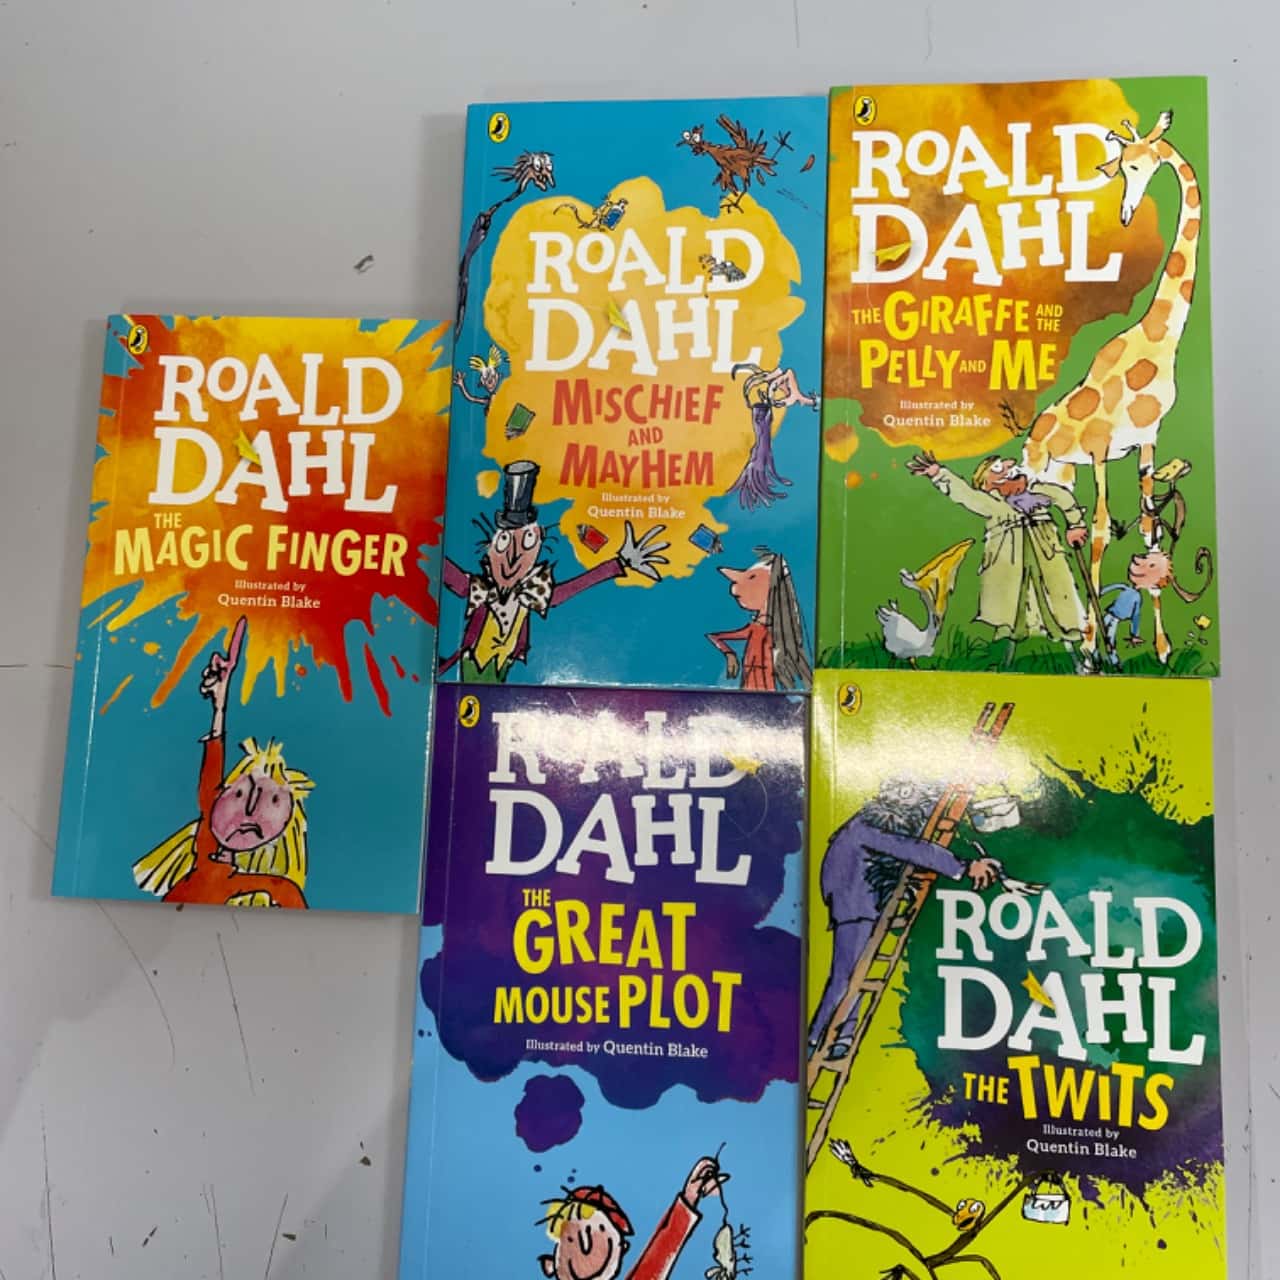 ROALD
DAHL
THE
MAGIC FINGER
Illustrated by
Quentin Blake
ROALD
DAHL
MISCHIEF
AND
MAYHEM
Illustrated by
Quentin Blake
ROALD
DAHL
THE GIRAFFE AND THE
PELLY AND ME
Illustrated by
Quentin Blake
ROALD
DAHL
THE
GREAT
MOUSE PLOT
Illustrated by Quentin Blake
ROALD
DAHL
THE TWITS
Illustrated by
Quentin Blake